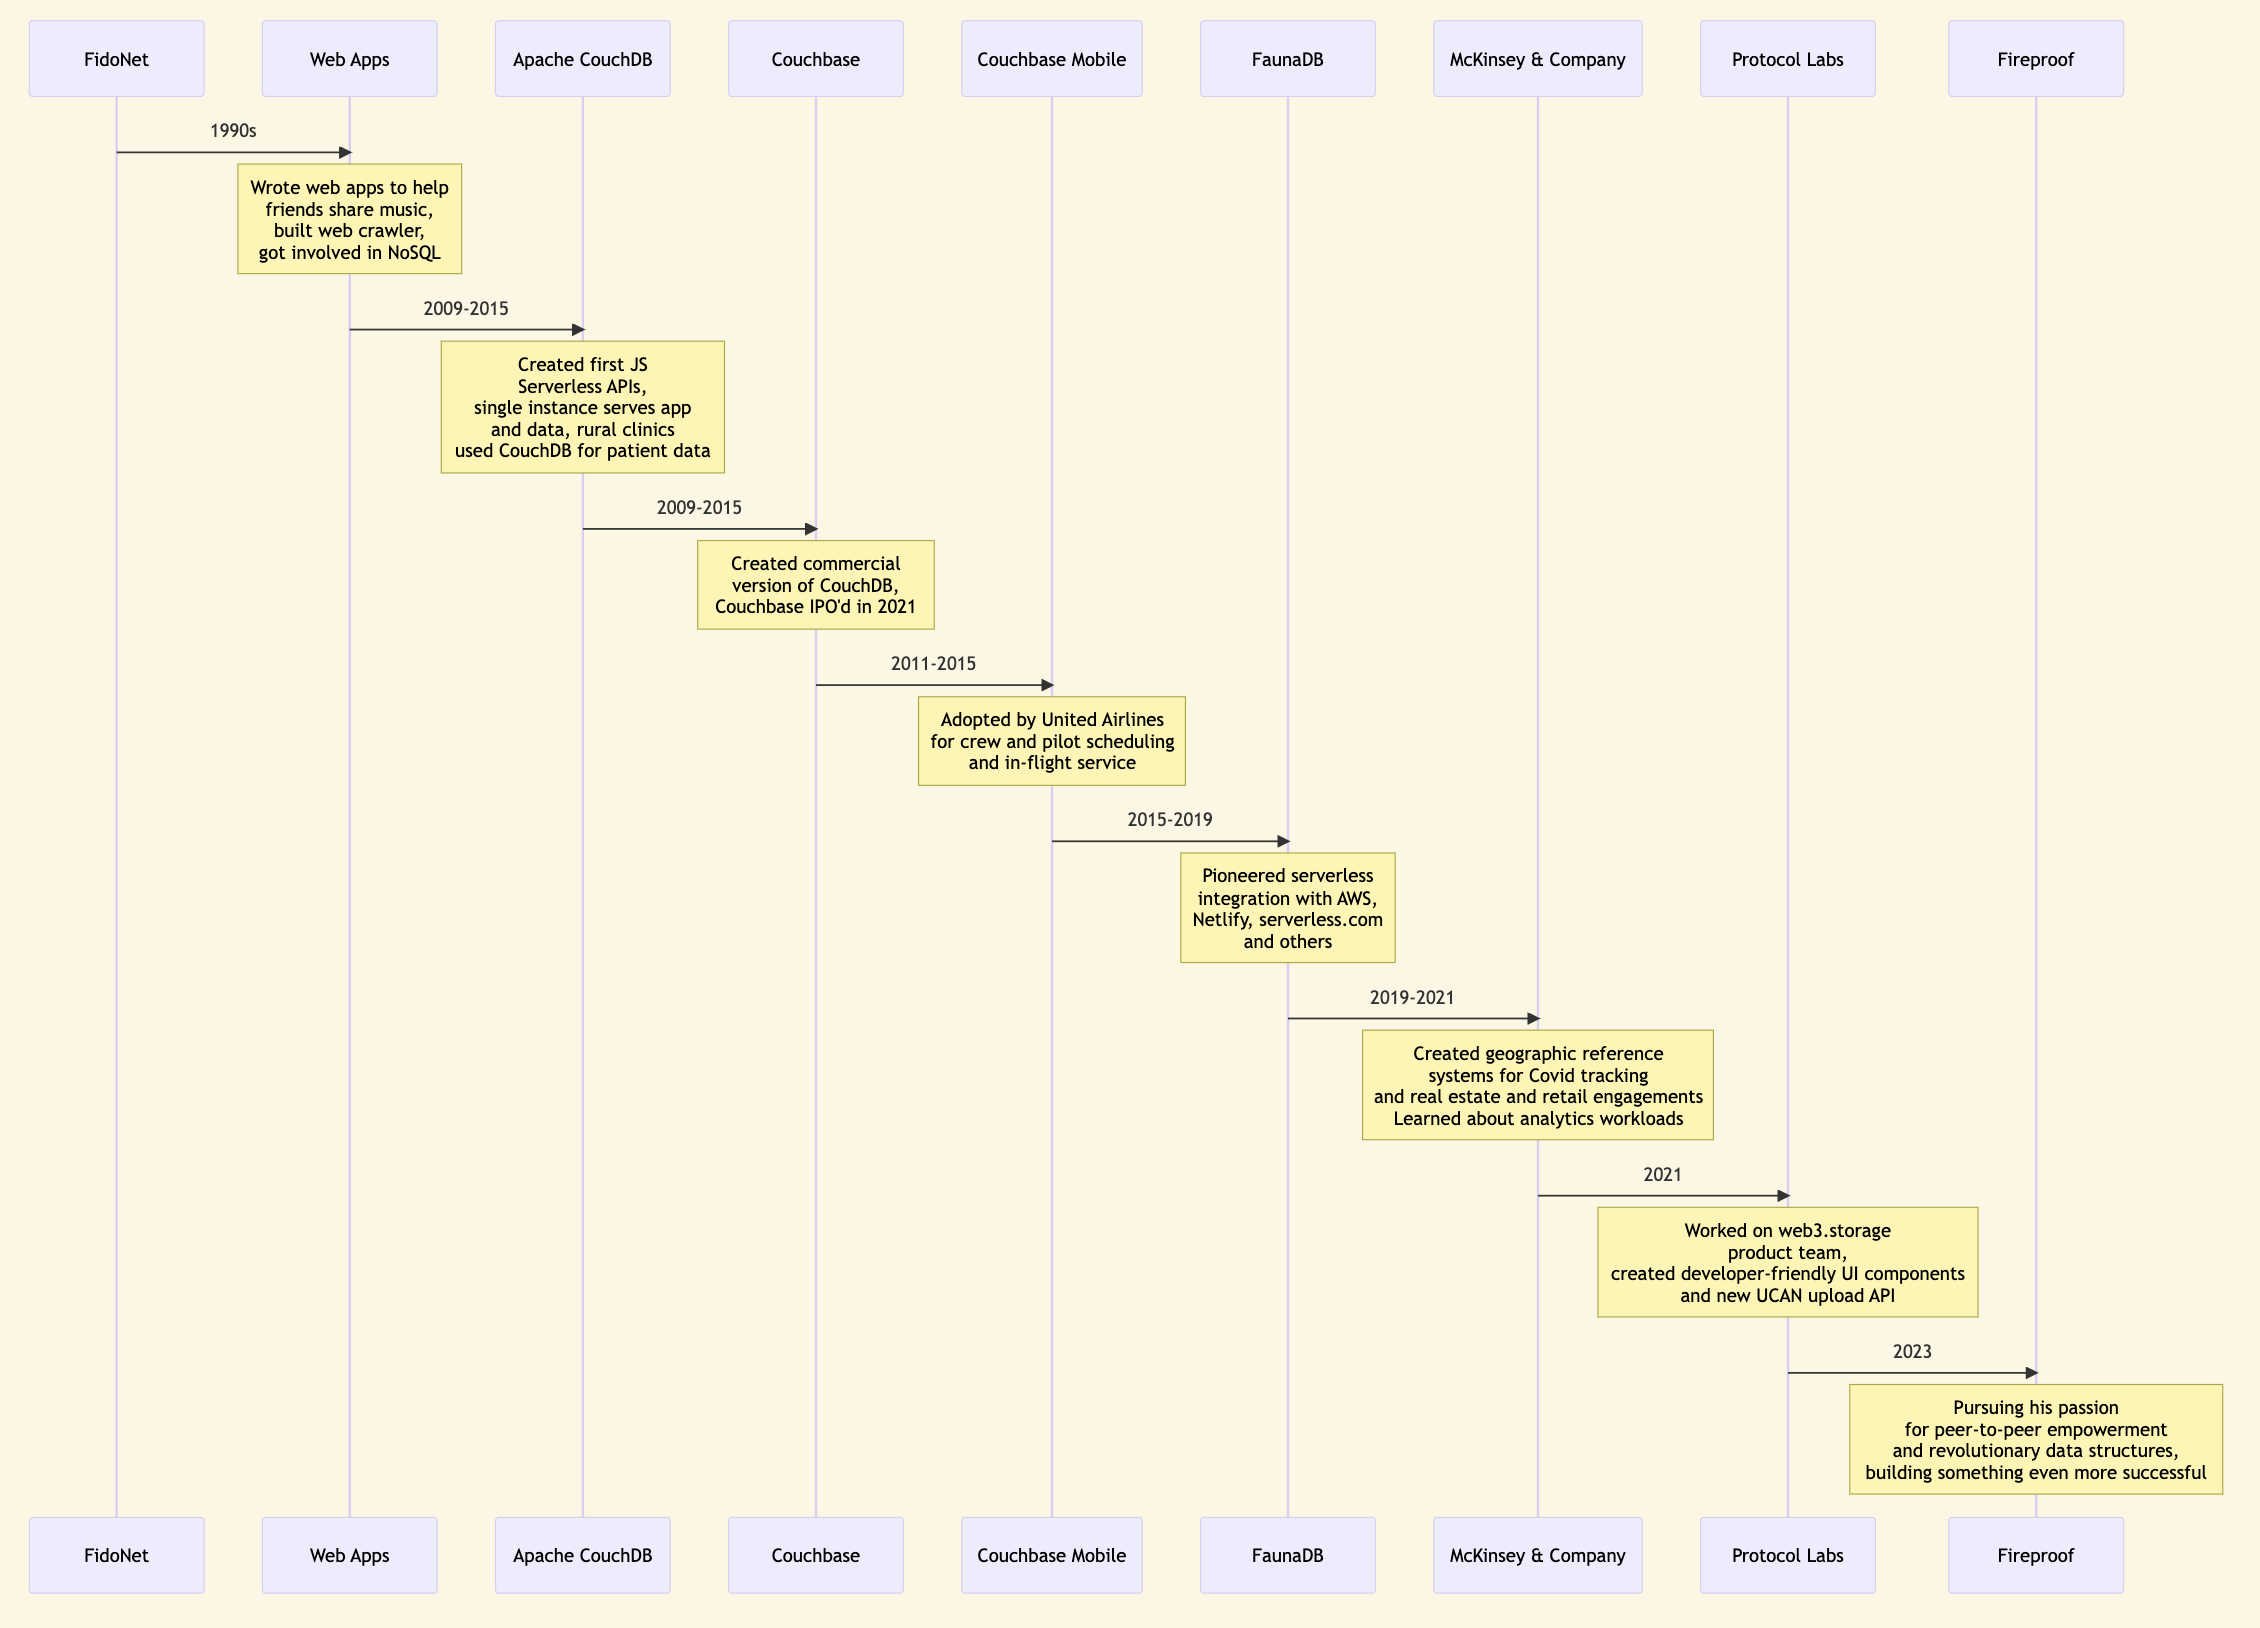 FidoNet
Web Apps
Apache CouchDB
Couchbase
Couchbase Mobile
FaunaDB
McKinsey & Company
Protocol Labs
Fireproof
1990s
Wrote web apps to help
friends share music,
built web crawler,
got involved in NoSQL
2009-2015
Created first JS
Serverless APIs,
single instance serves app
and data, rural clinics
used CouchDB for patient data
2009-2015
Created commercial
version of CouchDB,
Couchbase IPO'd in 2021
2011-2015
Adopted by United Airlines
for crew and pilot scheduling
and in-flight service
2015-2019
Pioneered serverless
integration with AWS,
Netlify, serverless.com
and others
2019-2021
Created geographic reference
systems for Covid tracking
and real estate and retail engagements
Learned about analytics workloads
2021
Worked on web3.storage
product team,
created developer-friendly UI components
and new UCAN upload API
2023
Pursuing his passion
for peer-to-peer empowerment
and revolutionary data structures,
building something even more successful
FidoNet
Web Apps
Apache CouchDB
Couchbase
Couchbase Mobile
FaunaDB
McKinsey & Company
Protocol Labs
Fireproof